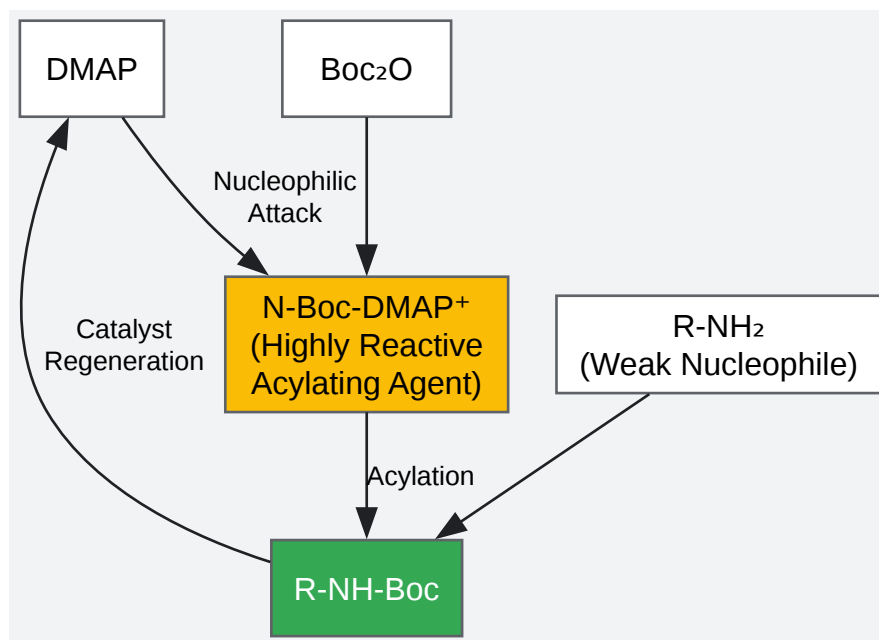 DMAP
Boc₂O
Nucleophilic
Attack
N-Boc-DMAP⁺
(Highly Reactive
Acylating Agent)
R-NH₂
(Weak Nucleophile)
Catalyst
Regeneration
Acylation
R-NH-Boc